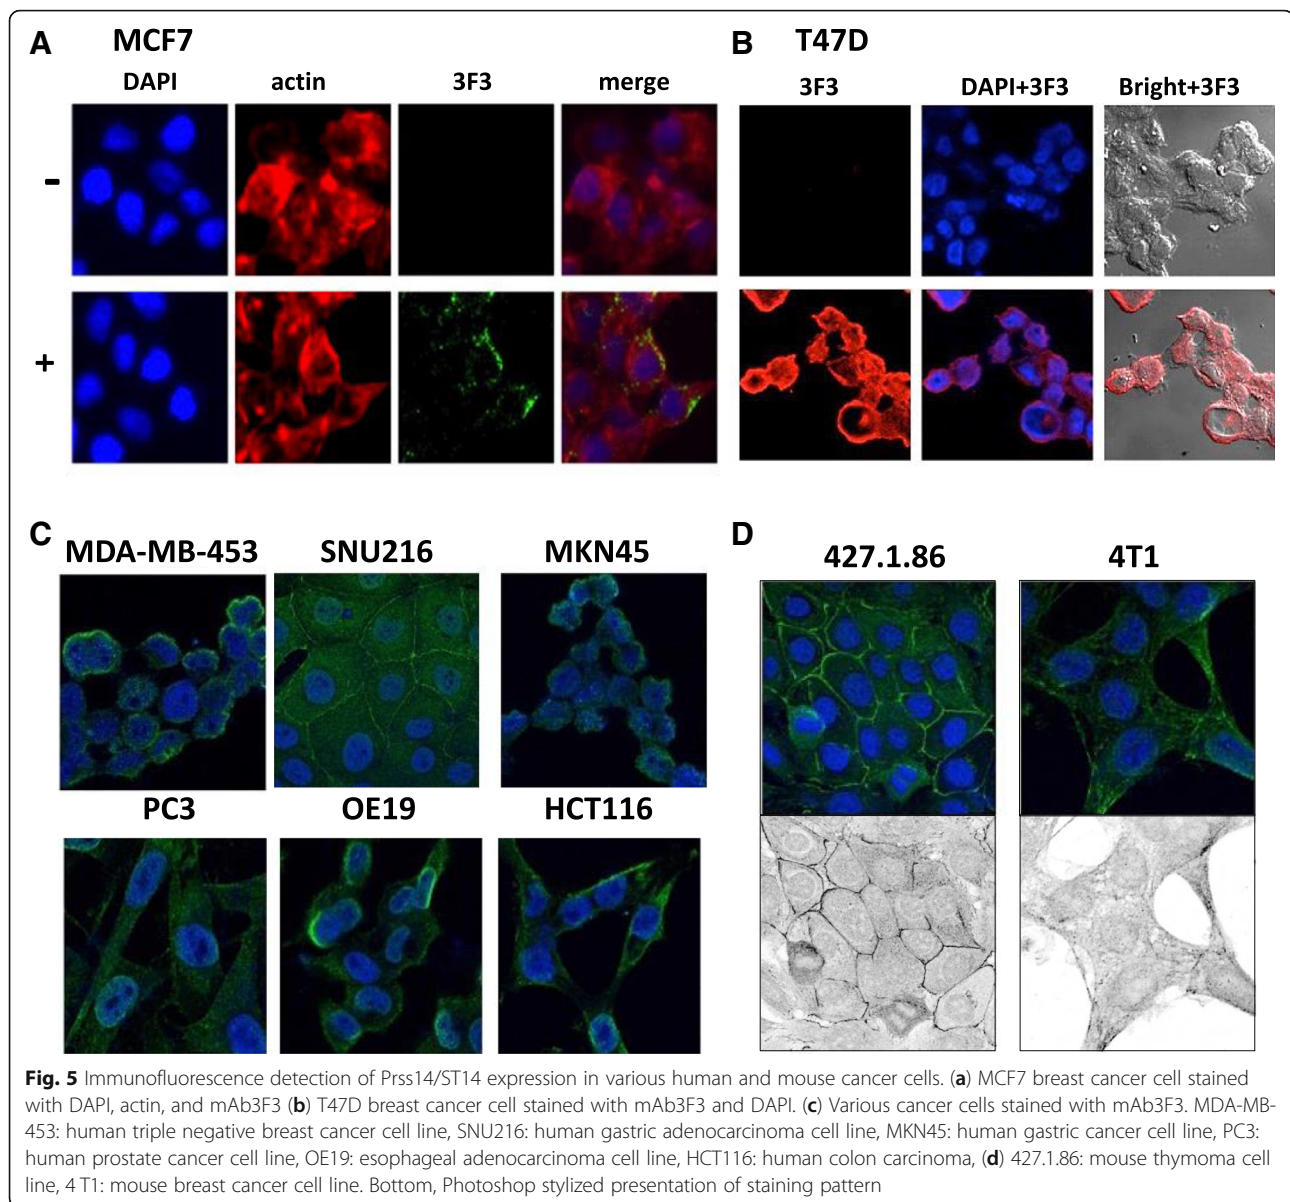 A MCF7
DAPI actin 3F3 merge
-
+
B T47D
3F3 DAPI+3F3 Bright+3F3
C
MDA-MB-453 SNU216 MKN45
PC3 OE19 HCT116
D
427.1.86 4T1
Fig. 5 Immunofluorescence detection of Prss14/ST14 expression in various human and mouse cancer cells. (a) MCF7 breast cancer cell stained
with DAPI, actin, and mAb3F3 (b) T47D breast cancer cell stained with mAb3F3 and DAPI. (c) Various cancer cells stained with mAb3F3. MDA-MB-
453: human triple negative breast cancer cell line, SNU216: human gastric adenocarcinoma cell line, MKN45: human gastric cancer cell line, PC3:
human prostate cancer cell line, OE19: esophageal adenocarcinoma cell line, HCT116: human colon carcinoma, (d) 427.1.86: mouse thymoma cell
line, 4 T1: mouse breast cancer cell line. Bottom, Photoshop stylized presentation of staining pattern